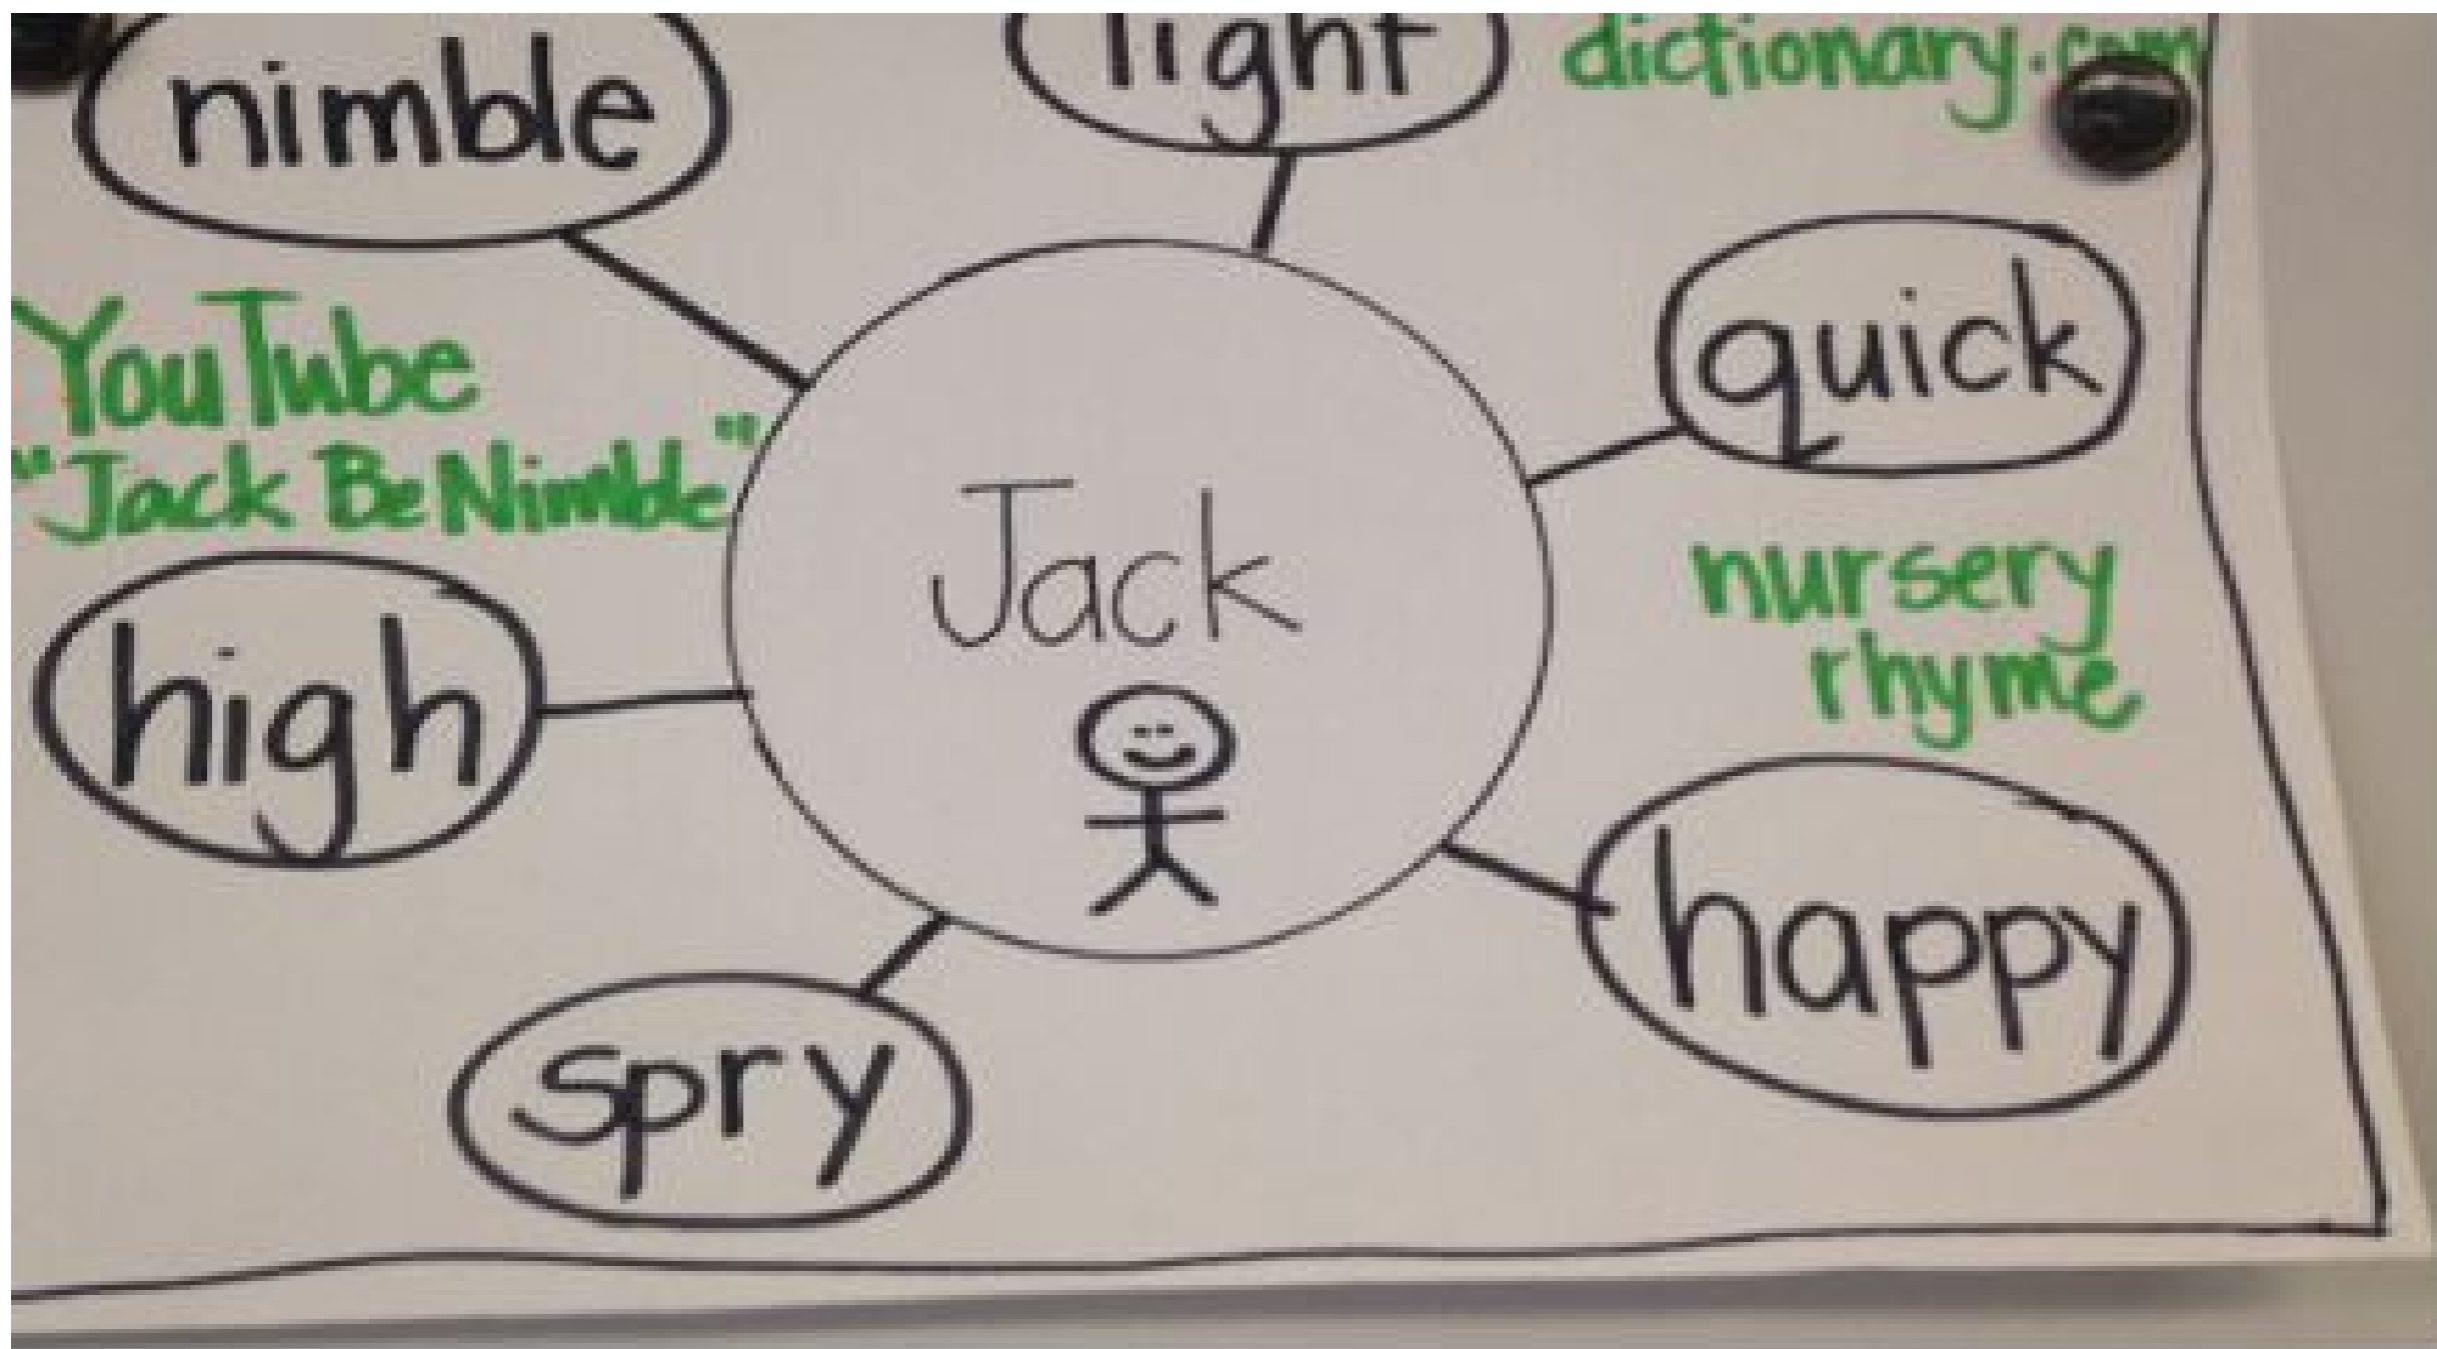 nimble
light
dictionary.com
quick
YouTube
"Jack Be Nimble"
Jack
nursery
rhyme
high
happy
spry